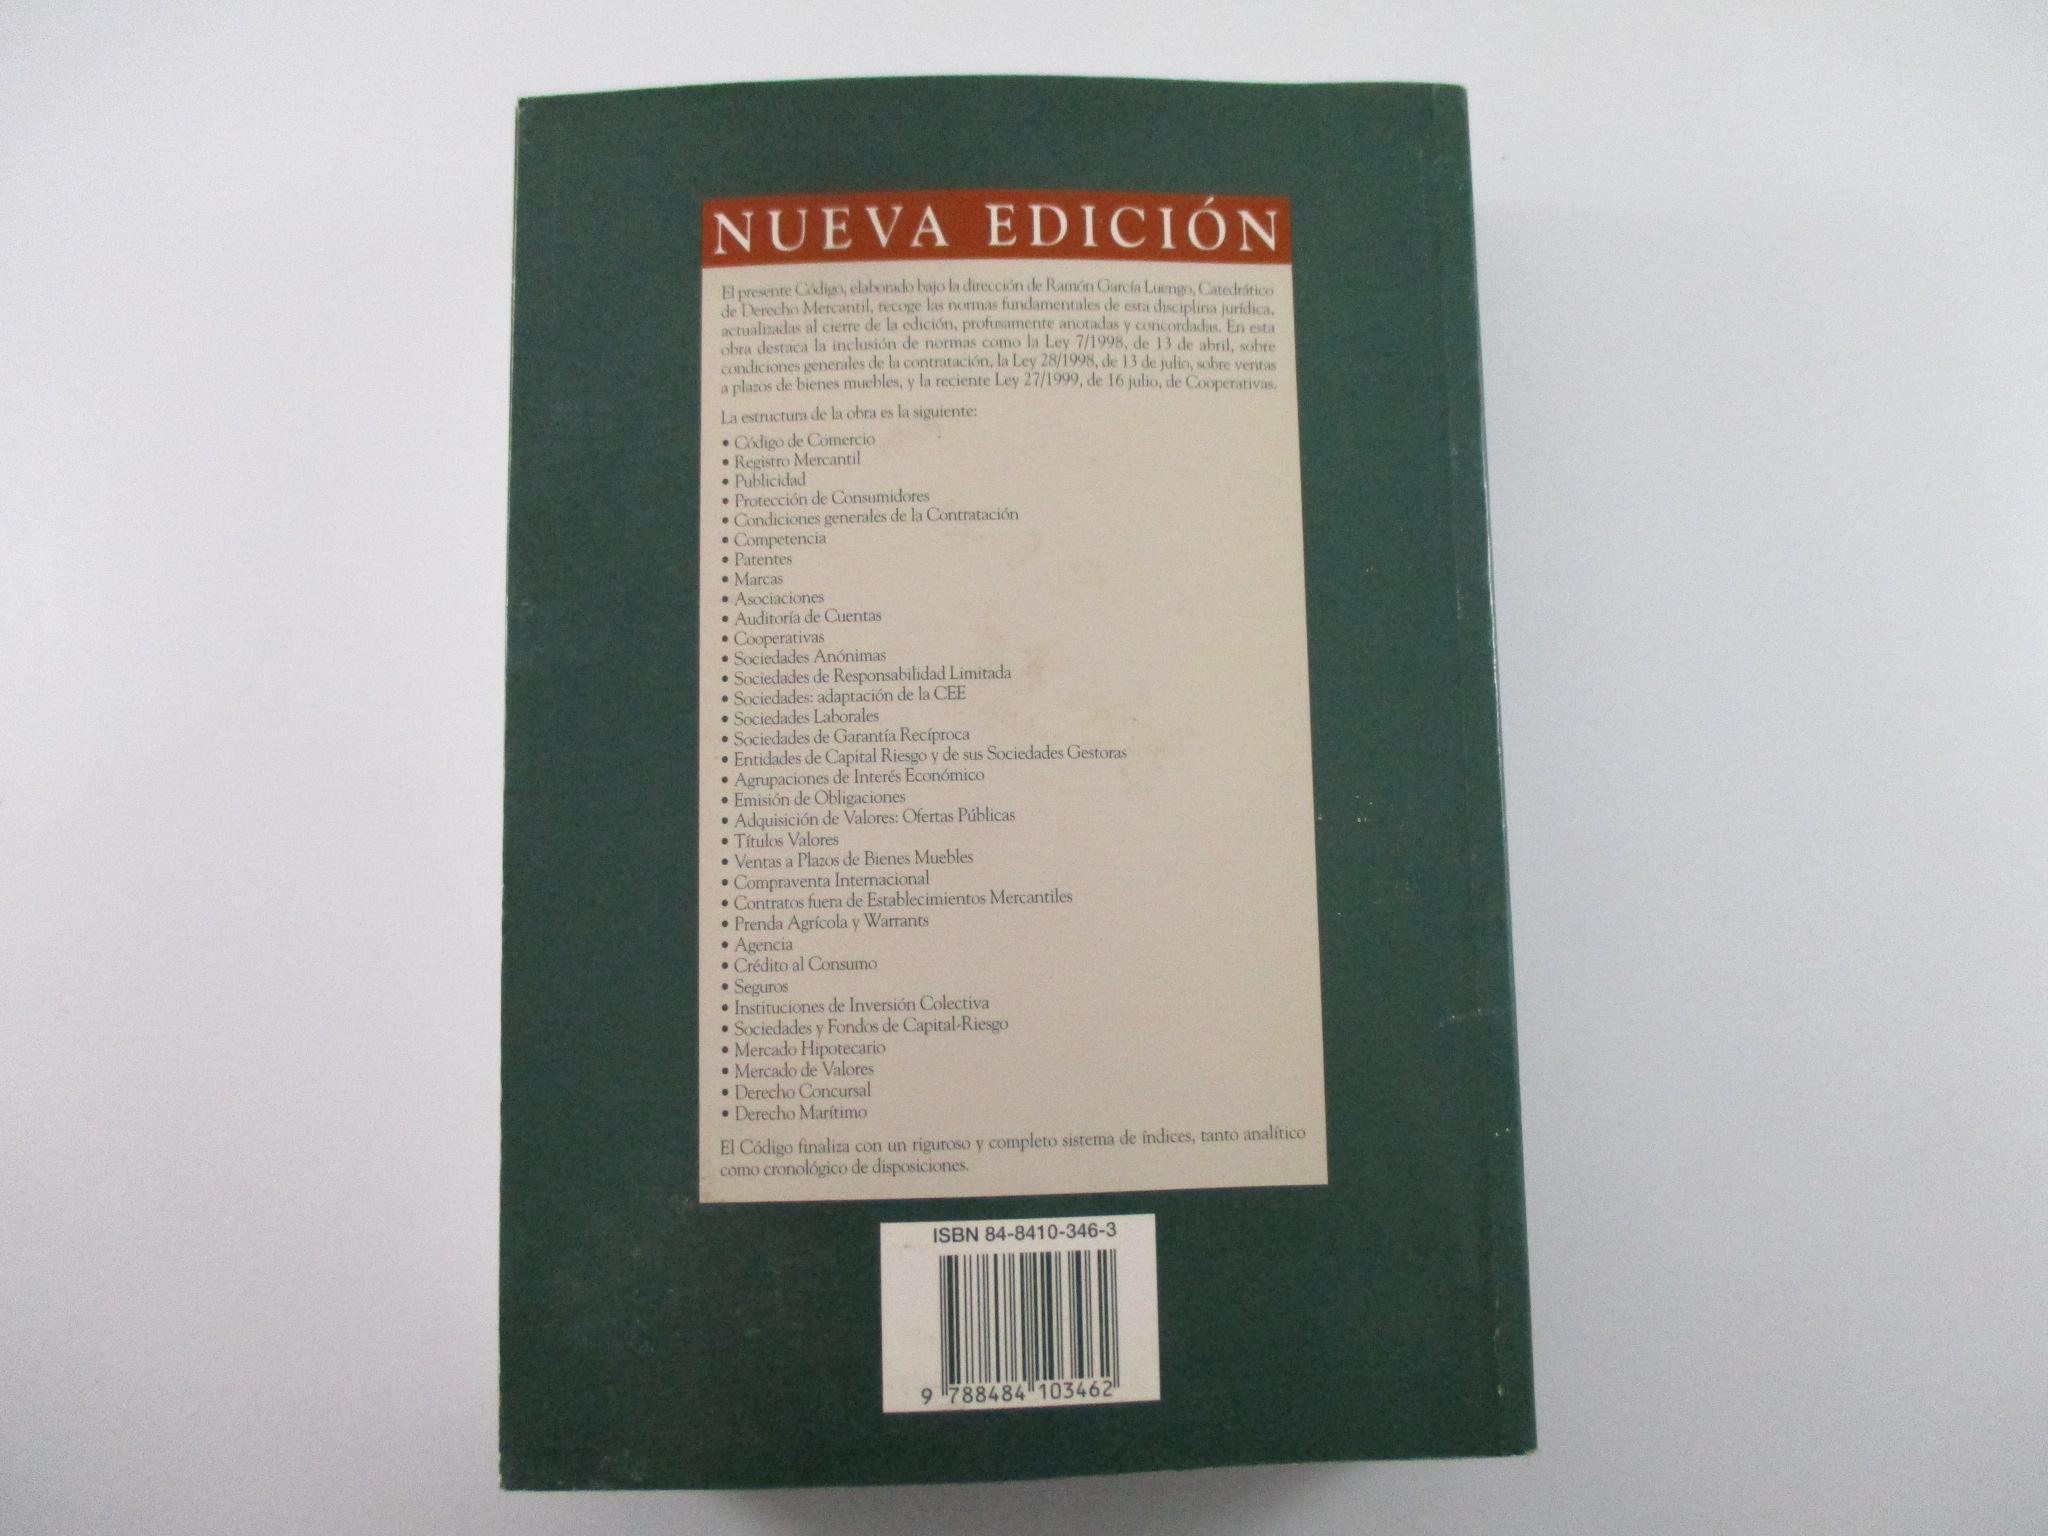 NUEVA EDICIÓN
El presente Código, elaborado bajo la dirección de Ramón García Luengo, Catedrático
de Derecho Mercantil, recoge las normas fundamentales de esta disciplina jurídica,
actualizadas al cierre de la edición, profusamente anotadas y concordadas. En esta
obra destaca la inclusión de normas como la Ley 7/1998, de 13 de abril, sobre
condiciones generales de la contratación, la Ley 28/1998, de 13 de julio, sobre ventas
a plazos de bienes muebles, y la reciente Ley 27/1999, de 16 julio, de Cooperativas.
La estructura de la obra es la siguiente:
• Código de Comercio
• Registro Mercantil
• Publicidad
• Protección de Consumidores
• Condiciones generales de la Contratación
• Competencia
• Patentes
• Marcas
• Asociaciones
• Auditoría de Cuentas
• Cooperativas
• Sociedades Anónimas
• Sociedades de Responsabilidad Limitada
• Sociedades: adaptación de la CEE
• Sociedades Laborales
• Sociedades de Garantía Recíproca
• Entidades de Capital Riesgo y de sus Sociedades Gestoras
• Agrupaciones de Interés Económico
• Emisión de Obligaciones
• Adquisición de Valores: Ofertas Públicas
• Títulos Valores
• Ventas a Plazos de Bienes Muebles
• Compraventa Internacional
• Contratos fuera de Establecimientos Mercantiles
• Prenda Agrícola y Warrants
• Agencia
• Crédito al Consumo
• Seguros
• Instituciones de Inversión Colectiva
• Sociedades y Fondos de Capital-Riesgo
• Mercado Hipotecario
• Mercado de Valores
• Derecho Concursal
• Derecho Marítimo
El Código finaliza con un riguroso y completo sistema de índices, tanto analítico
como cronológico de disposiciones.
ISBN 84-8410-346-3
9 788484 103462